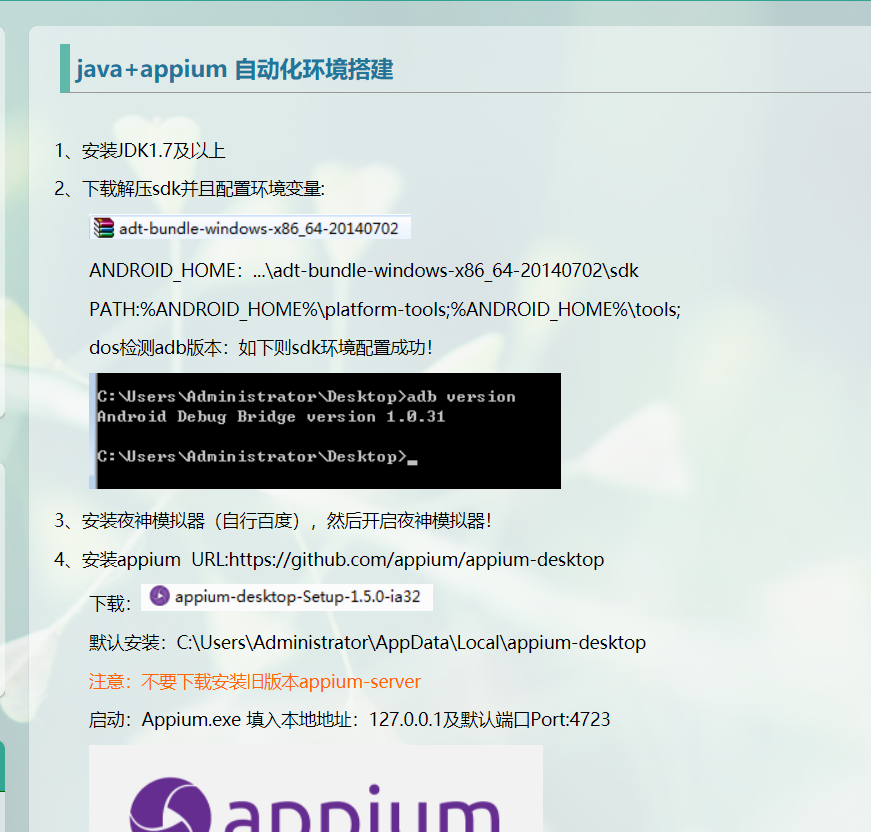 java+appium 自动化环境搭建
1、安装JDK1.7及以上
2、下载解压sdk并且配置环境变量:
adt-bundle-windows-x86_64-20140702
ANDROID_HOME：...\adt-bundle-windows-x86_64-20140702\sdk
PATH:%ANDROID_HOME%\platform-tools;%ANDROID_HOME%\tools;
dos检测adb版本：如下则sdk环境配置成功！
C:\Users\Administrator\Desktop>adb version
Android Debug Bridge version 1.0.31
C:\Users\Administrator\Desktop>_
3、安装夜神模拟器（自行百度），然后开启夜神模拟器！
4、安装appium  URL:https://github.com/appium/appium-desktop
下载： appium-desktop-Setup-1.5.0-ia32
默认安装：C:\Users\Administrator\AppData\Local\appium-desktop
注意：不要下载安装旧版本appium-server
启动：Appium.exe 填入本地地址：127.0.0.1及默认端口Port:4723
appium